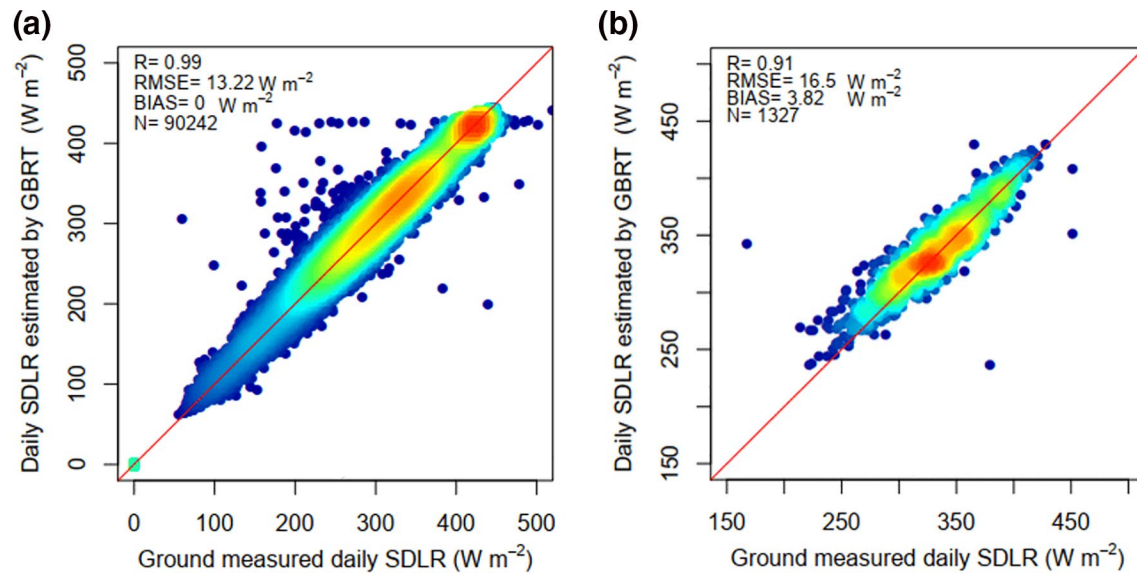 (a)
R= 0.99
RMSE= 13.22 W m−2
BIAS= 0 W m−2
N= 90242
Daily SDLR estimated by GBRT (W m−2)
500
400
300
200
100
0
0 100 200 300 400 500
Ground measured daily SDLR (W m−2)
(b)
R= 0.91
RMSE= 16.5 W m−2
BIAS= 3.82 W m−2
N= 1327
Daily SDLR estimated by GBRT (W m−2)
450
350
250
150
150 250 350 450
Ground measured daily SDLR (W m−2)